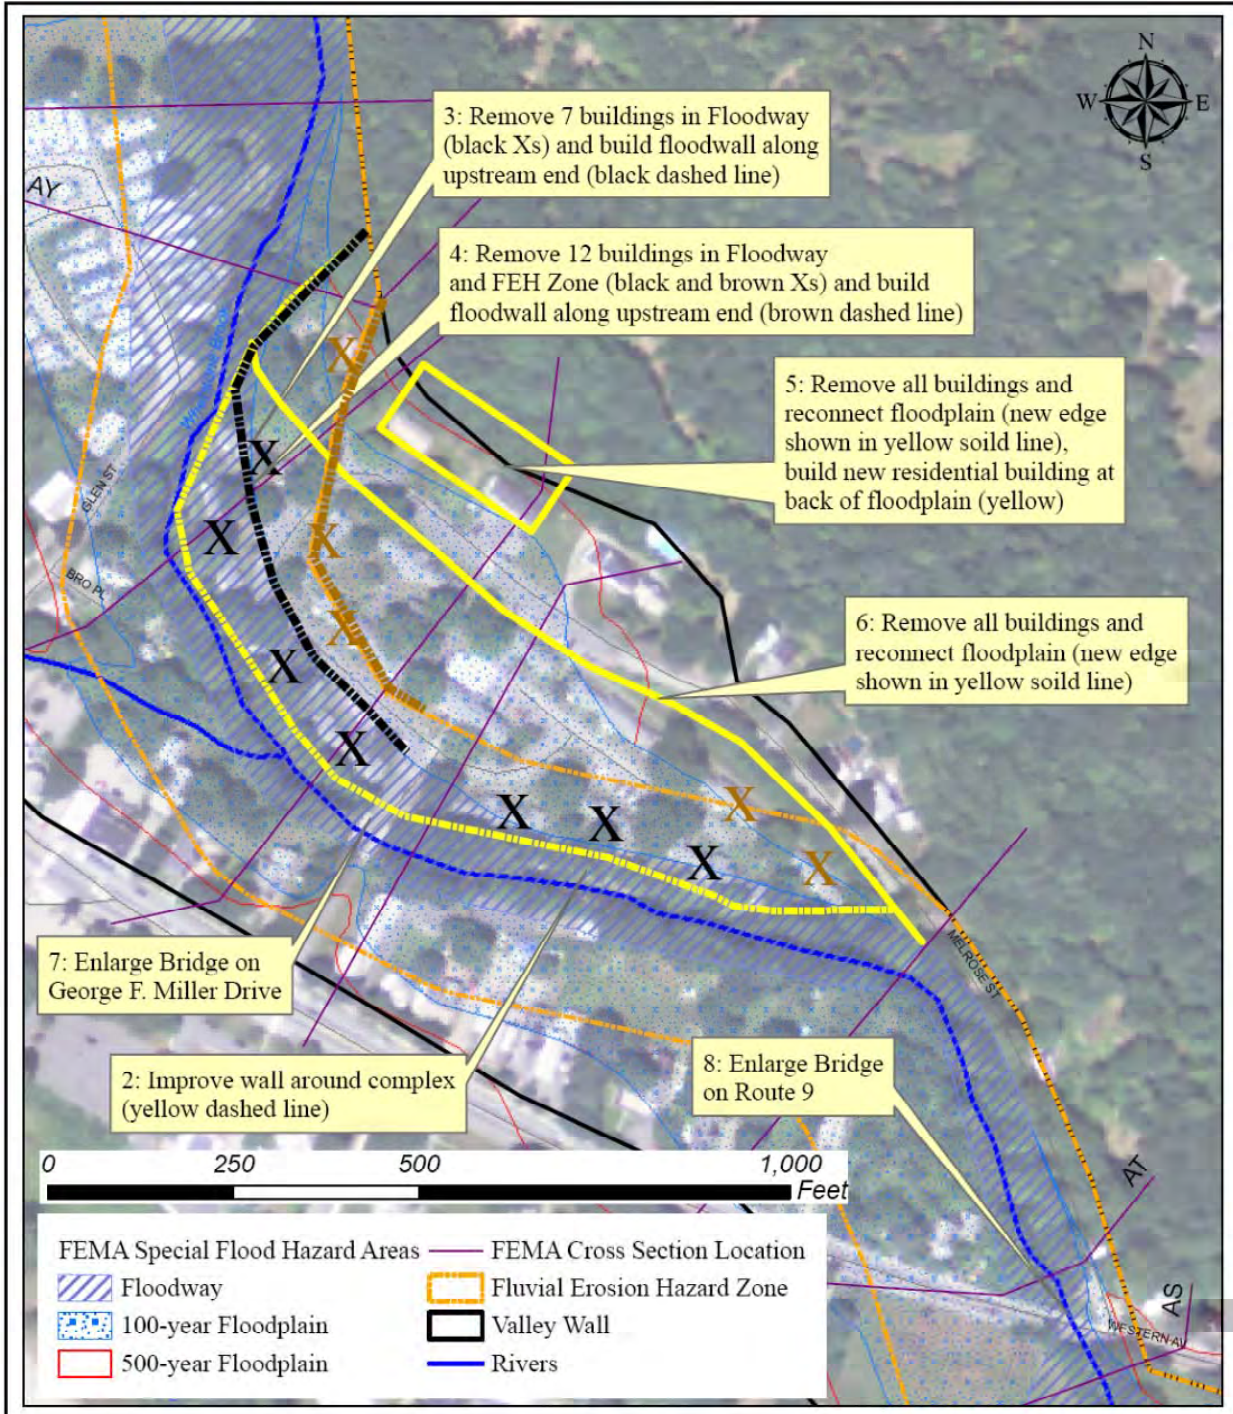 N
W E
S
3: Remove 7 buildings in Floodway
(black Xs) and build floodwall along
upstream end (black dashed line)
AY
4: Remove 12 buildings in Floodway
and FEH Zone (black and brown Xs) and build
floodwall along upstream end (brown dashed line)
X
5: Remove all buildings and
reconnect floodplain (new edge
shown in yellow soild line),
build new residential building at
back of floodplain (yellow)
X
GLEN ST
X
X
BRO PL
X
6: Remove all buildings and
reconnect floodplain (new edge
shown in yellow soild line)
X
X
X
X
X
X
X
7: Enlarge Bridge on
George F. Miller Drive
MELROSE ST
2: Improve wall around complex
(yellow dashed line)
8: Enlarge Bridge
on Route 9
0 250 500 1,000
Feet
AT
AS
WESTERN AV
FEMA Special Flood Hazard Areas
Floodway
100-year Floodplain
500-year Floodplain
FEMA Cross Section Location
Fluvial Erosion Hazard Zone
Valley Wall
Rivers